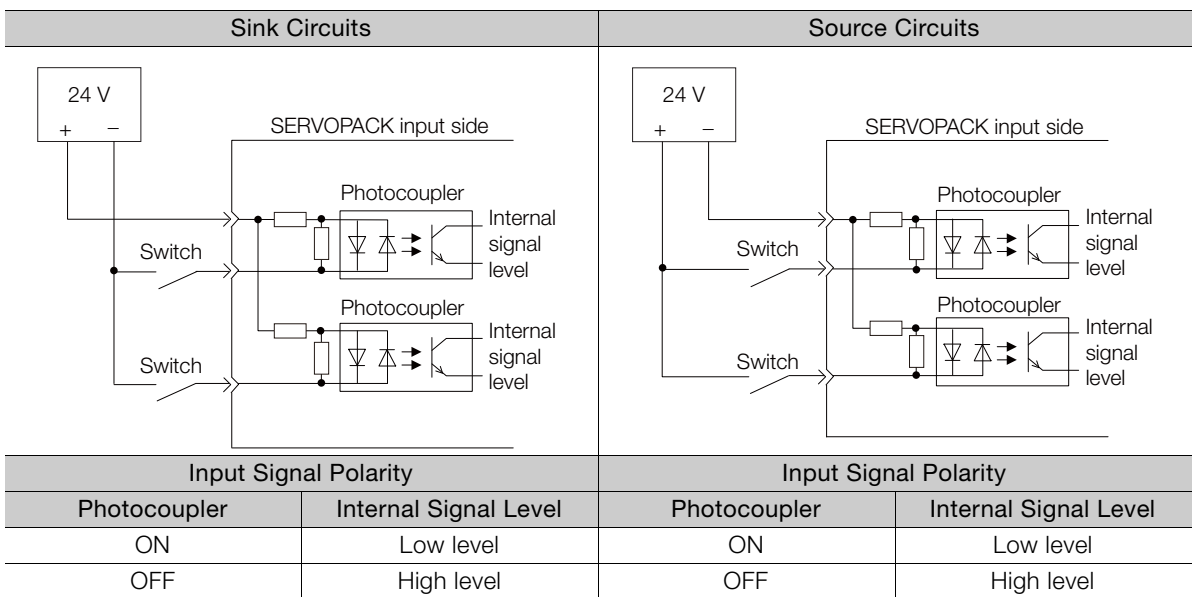 Sink Circuits
Source Circuits
24 V
+ −
SERVOPACK input side
Photocoupler
Internal
signal
level
Switch
Photocoupler
Internal
signal
level
Switch
24 V
+ −
SERVOPACK input side
Photocoupler
Internal
signal
level
Switch
Photocoupler
Internal
signal
level
Switch
Input Signal Polarity
Input Signal Polarity
Photocoupler
Internal Signal Level
Photocoupler
Internal Signal Level
ON
Low level
ON
Low level
OFF
High level
OFF
High level